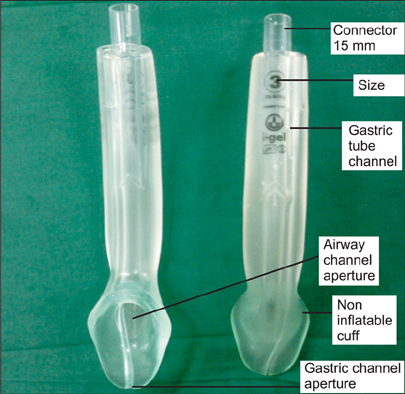 Connector
15 mm
Size
3
i-gel
Gastric
tube
channel
Airway
channel
aperture
Non
inflatable
cuff
Gastric channel
aperture